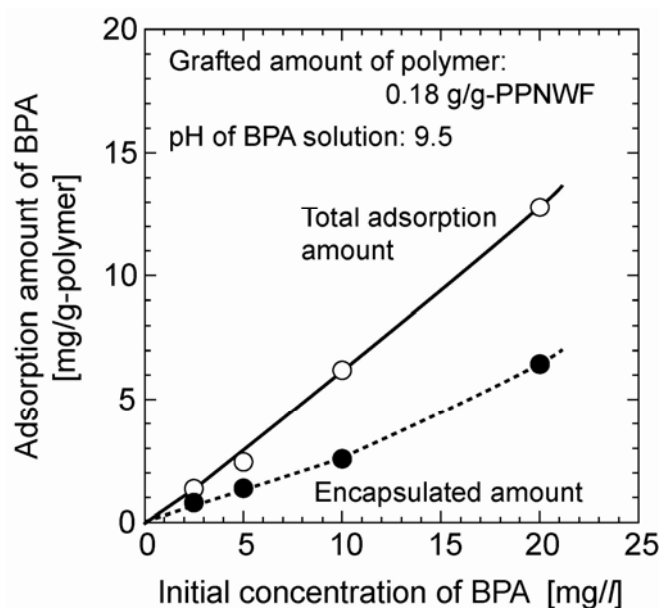 20
Grafted amount of polymer:
0.18 g/g-PPNWF
pH of BPA solution: 9.5
15
Total adsorption
amount
10
5
Encapsulated amount
0
0 5 10 15 20 25
Adsorption amount of BPA
[mg/g-polymer]
Initial concentration of BPA [mg/l]